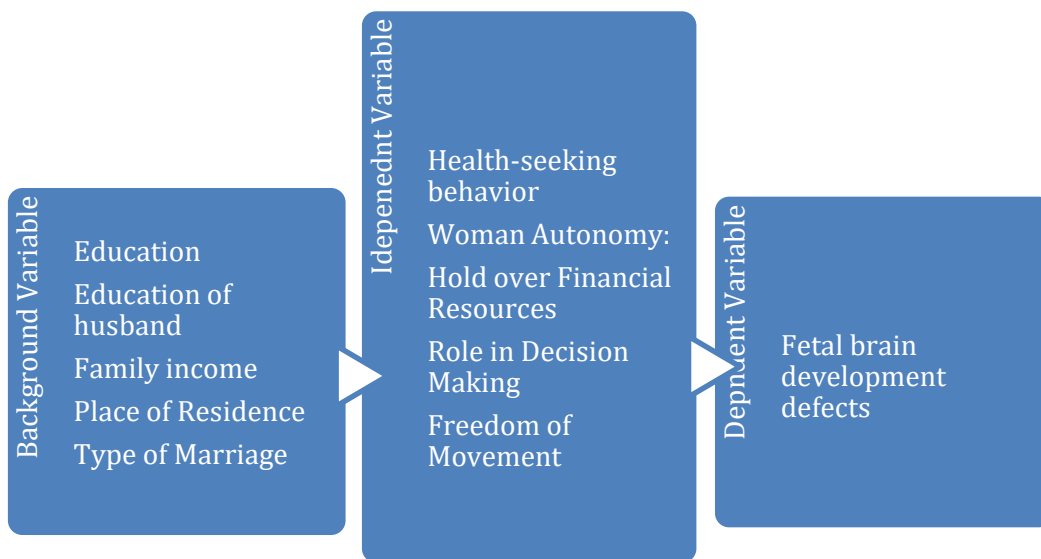 Background Variable
Education
Education of
husband
Family income
Place of Residence
Type of Marriage
Idepenednt Variable
Health-seeking
behavior
Woman Autonomy:
Hold over Financial
Resources
Role in Decision
Making
Freedom of
Movement
Depndent Variable
Fetal brain
development
defects